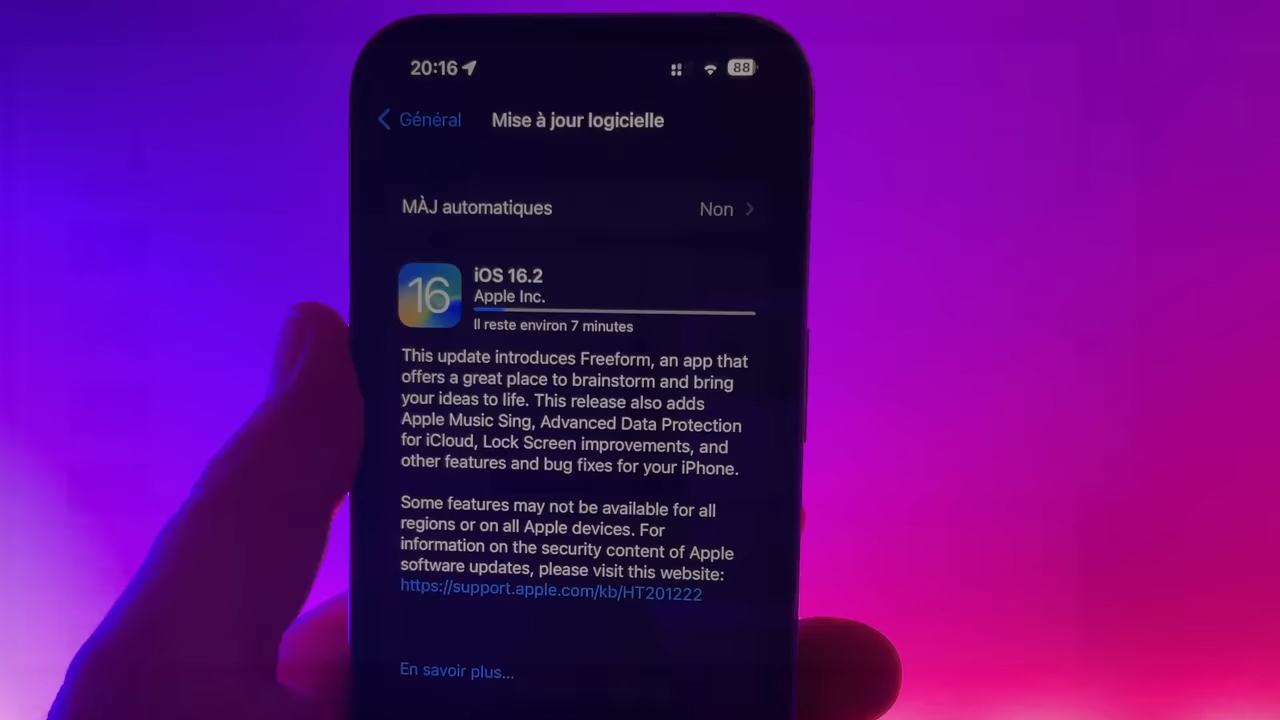 20:16
88
Général
Mise à jour logicielle
MÀJ automatiques
Non
16
iOS 16.2
Apple Inc.
Il reste environ 7 minutes
This update introduces Freeform, an app that
offers a great place to brainstorm and bring
your ideas to life. This release also adds
Apple Music Sing, Advanced Data Protection
for iCloud, Lock Screen improvements, and
other features and bug fixes for your iPhone.
Some features may not be available for all
regions or on all Apple devices. For
information on the security content of Apple
software updates, please visit this website:
https://support.apple.com/kb/HT201222
En savoir plus...